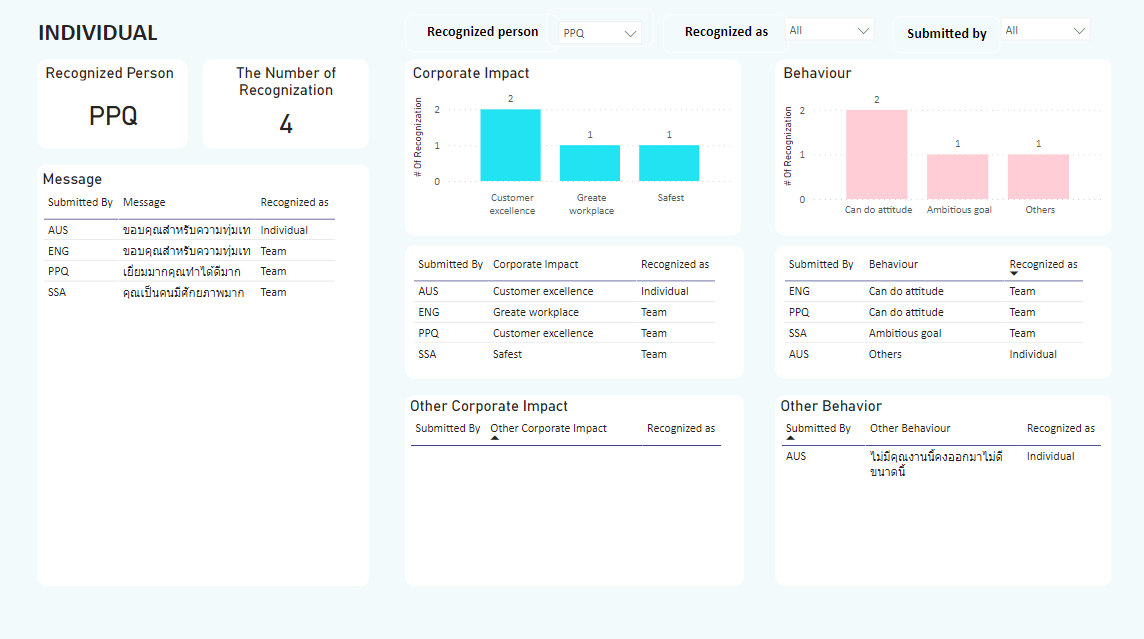 INDIVIDUAL
Recognized person
PPQ
Recognized as
All
Submitted by
All
Recognized Person
PPQ
The Number of
Recognization
4
Message
Submitted By Message Recognized as
AUS ขอบคุณสำหรับความทุ่มเท Individual
ENG ขอบคุณสำหรับความทุ่มเท Team
PPQ เยี่ยมมากคุณทำได้ดีมาก Team
SSA คุณเป็นคนมีศักยภาพมาก Team
Corporate Impact
# Of Recognization
2
1
0
2
1
1
Customer
excellence
Greate
workplace
Safest
Behaviour
# Of Recognization
2
1
0
2
1
1
Can do attitude
Ambitious goal
Others
Submitted By Corporate Impact Recognized as
AUS Customer excellence Individual
ENG Greate workplace Team
PPQ Customer excellence Team
SSA Safest Team
Submitted By Behaviour Recognized as
ENG Can do attitude Team
PPQ Can do attitude Team
SSA Ambitious goal Team
AUS Others Individual
Other Corporate Impact
Submitted By Other Corporate Impact Recognized as
Other Behavior
Submitted By Other Behaviour Recognized as
AUS ไม่มีคุณงานนี้คงออกมาไม่ดี Individual
ขนาดนี้